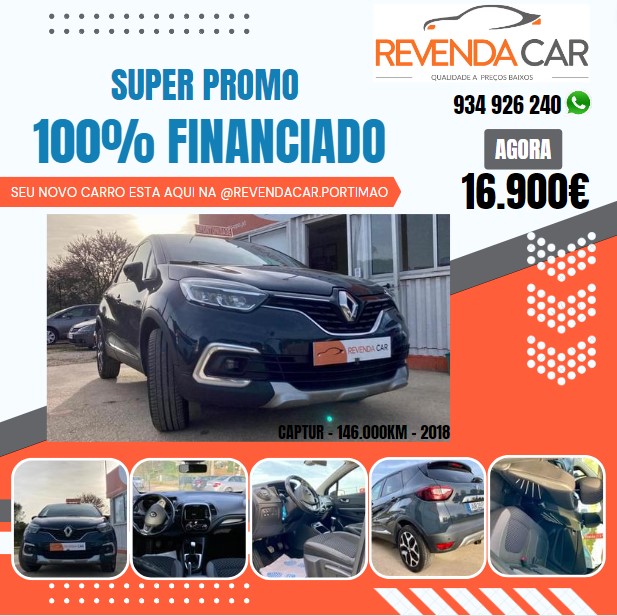 REVENDA CAR
QUALIDADE A PREÇOS BAIXOS
934 926 240
SUPER PROMO
100% FINANCIADO
AGORA
16.900€
SEU NOVO CARRO ESTA AQUI NA @REVENDACAR.PORTIMAO
REVENDA CAR
CAPTUR - 146.000KM - 2018